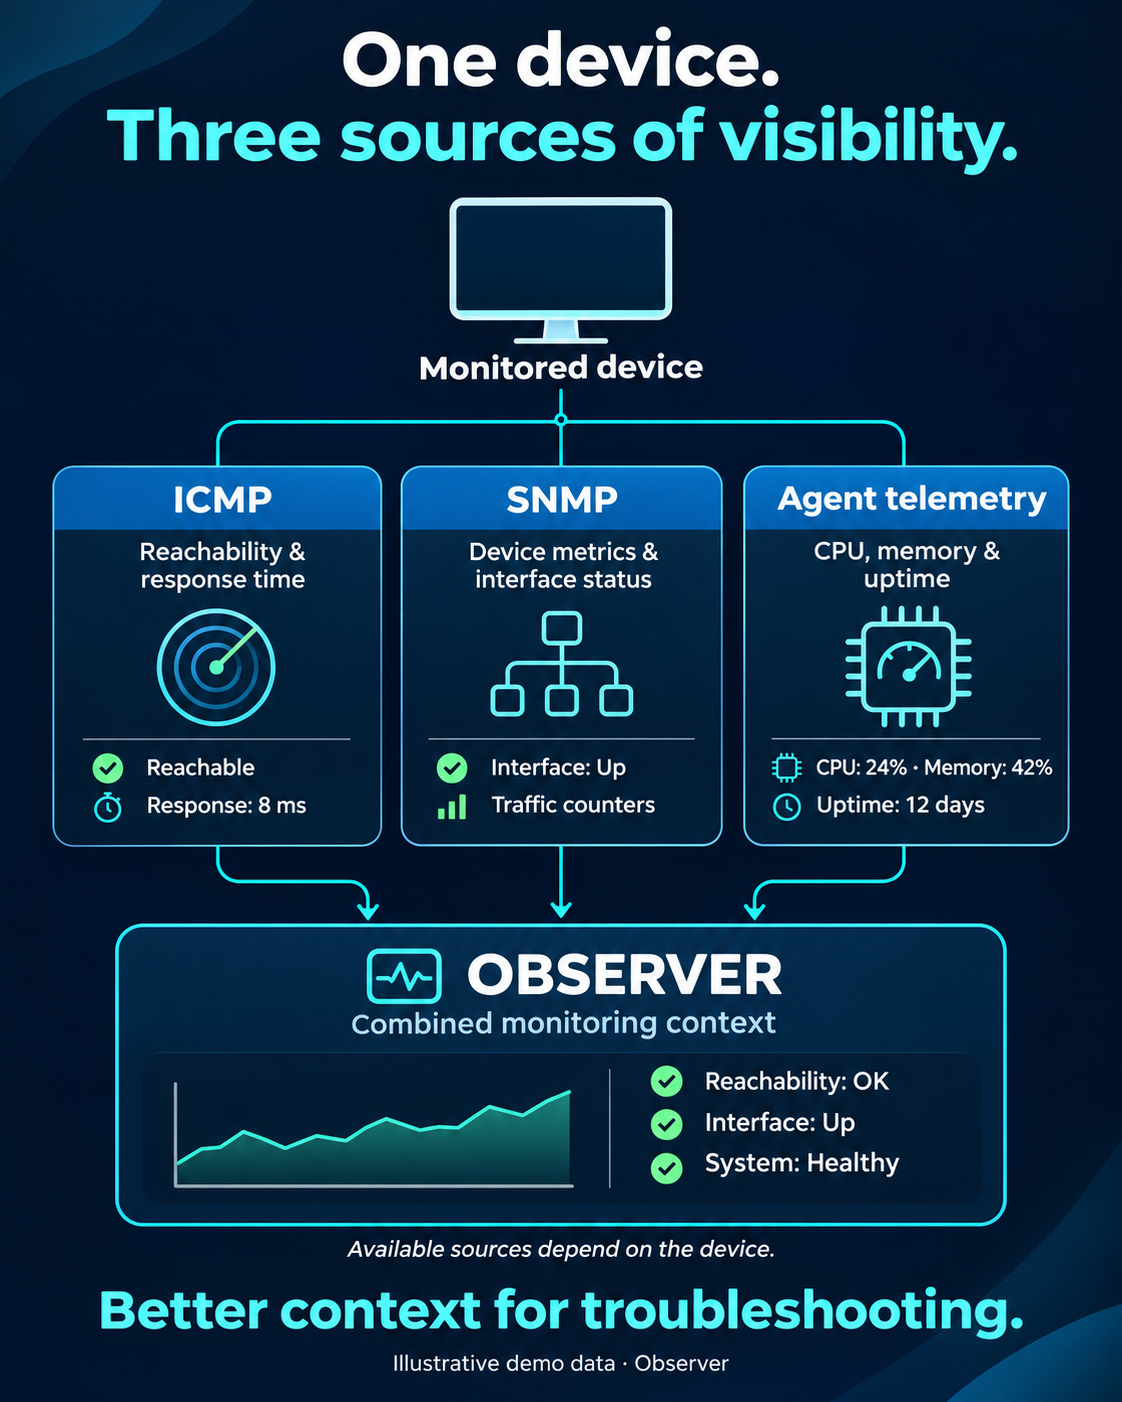 One device.
Three sources of visibility.
Monitored device
ICMP
Reachability &
response time
Reachable
Response: 8 ms
SNMP
Device metrics &
interface status
Interface: Up
Traffic counters
Agent telemetry
CPU, memory &
uptime
CPU: 24% · Memory: 42%
Uptime: 12 days
OBSERVER
Combined monitoring context
Reachability: OK
Interface: Up
System: Healthy
Available sources depend on the device.
Better context for troubleshooting.
Illustrative demo data · Observer